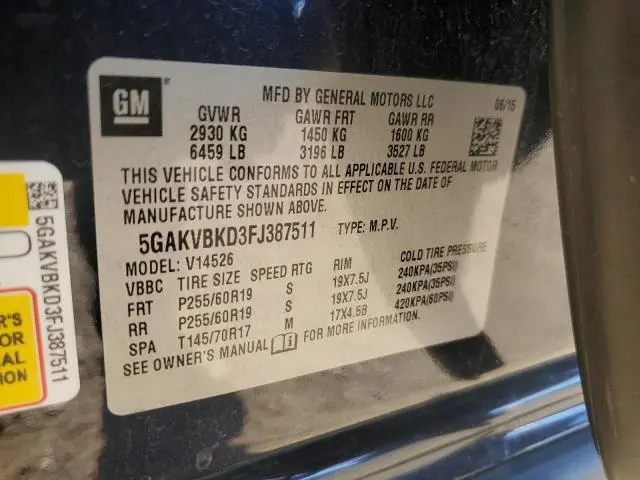 GM
MFD BY GENERAL MOTORS LLC
06/15
GVWR GAWR FRT GAWR RR
2930 KG 1450 KG 1600 KG
6459 LB 3196 LB 3527 LB
THIS VEHICLE CONFORMS TO ALL APPLICABLE U.S. FEDERAL MOTOR
VEHICLE SAFETY STANDARDS IN EFFECT ON THE DATE OF
MANUFACTURE SHOWN ABOVE.
5GAKVBKD3FJ387511 TYPE: M.P.V.
MODEL: V14526
VBBC TIRE SIZE SPEED RTG RIM COLD TIRE PRESSURE
FRT P255/60R19 S 19X7.5J 240KPA(35PSI)
RR P255/60R19 S 19X7.5J 240KPA(35PSI)
SPA T145/70R17 M 17X4.5B 420KPA(60PSI)
SEE OWNER'S MANUAL FOR MORE INFORMATION.
5GAKVBKD3FJ387511
R'S
OR
AL
ION